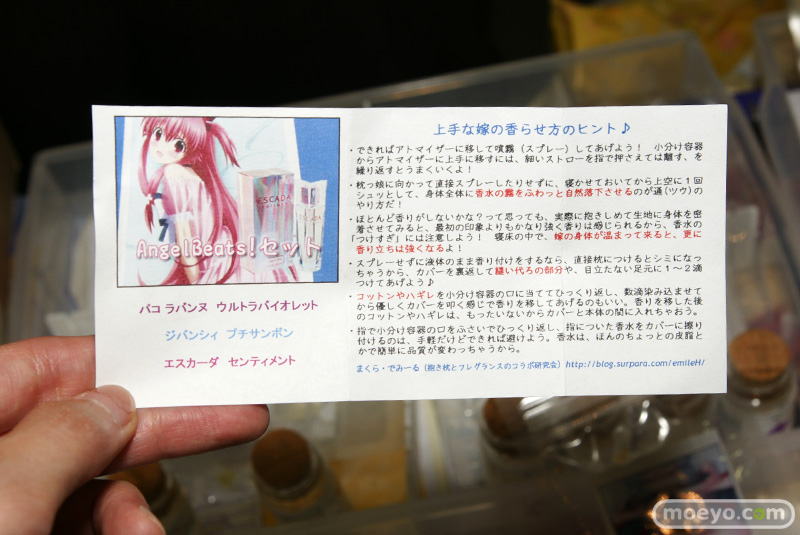 ESCADA
AngelBeats!セット
パコ ラバンヌ ウルトラバイオレット
ジバンシィ プチサンボン
エスカーダ センティメント
上手な嫁の香らせ方のヒント♪
・できればアトマイザーに移して噴霧（スプレー）してあげよう！ 小分け容器
からアトマイザーに上手に移すには、細いストローを指で押さえては離す、を
繰り返すとうまくいくよ！
・枕っ娘に向かって直接スプレーしたりせずに、寝かせておいてから上空に１回
シュッとして、身体全体に香水の霧をふわっと自然落下させるのが通（ツウ）の
やり方だ！
・ほとんど香りがしないかな？って思っても、実際に抱きしめて生地に身体を密
着させてみると、最初の印象よりもかなり強く香りは感じられるから、香水の
「つけすぎ」には注意しよう！ 寝床の中で、嫁の身体が温まって来ると、更に
香り立ちは強くなるよ！
・スプレーせずに液体のまま香り付けをするなら、直接枕につけるとシミになっ
ちゃうから、カバーを裏返して縫い代ろの部分や、目立たない足元に１～２滴
つけてあげよう♪
・コットンやハギレを小分け容器の口に当ててひっくり返し、数滴染み込ませて
から優しくカバーを叩く感じで香りを移してあげるのもいい。香りを移した後
のコットンやハギレは、もったいないからカバーと本体の間に入れちゃおう。
・指で小分け容器の口をふさいでひっくり返し、指についた香水をカバーに擦り
付けるのは、手軽だけどできれば避けよう。香水は、ほんのちょっとの皮脂と
かで簡単に品質が変わっちゃうから。
まくら・でみーる（抱き枕とフレグランスのコラボ研究会）http://blog.surpara.com/emileH/
moeyo.com